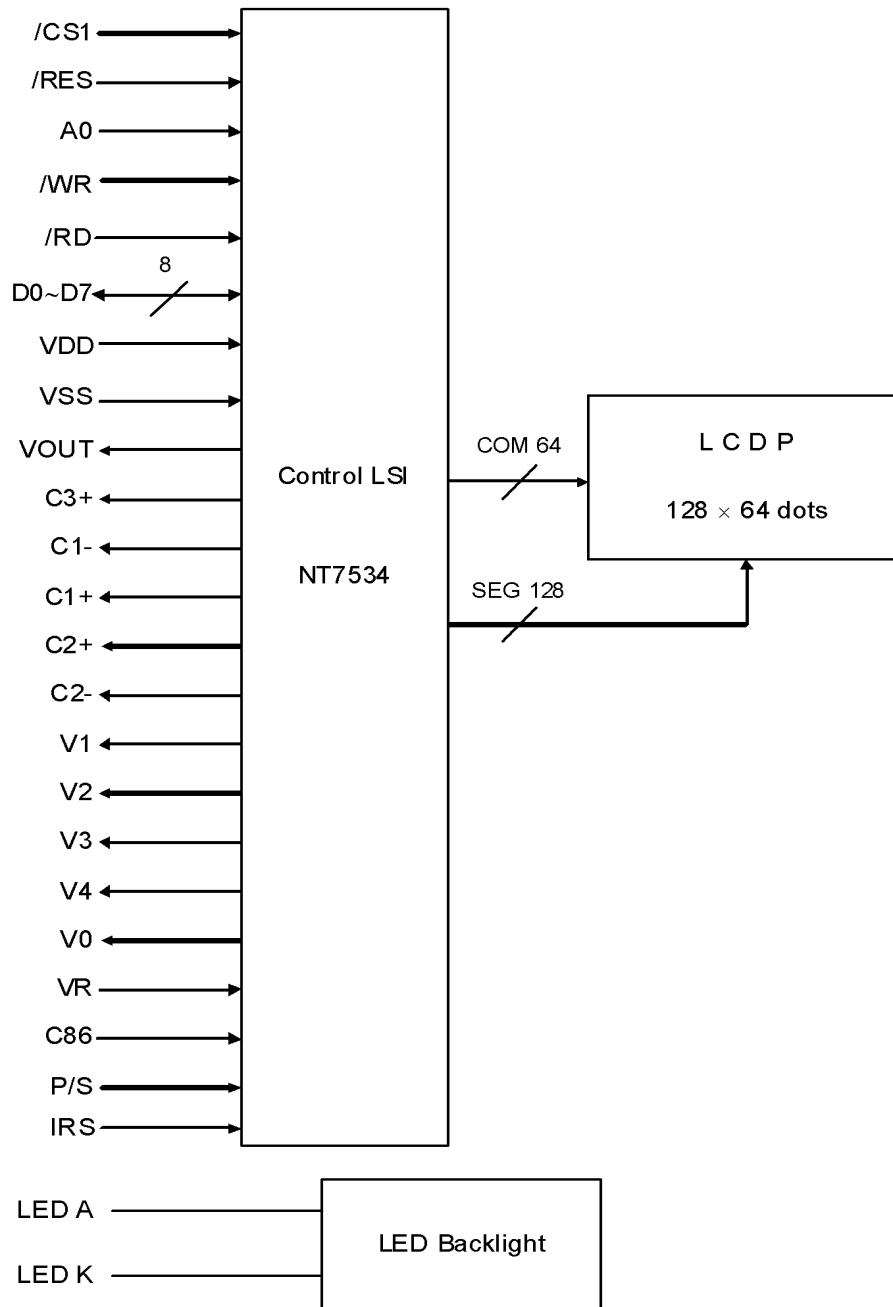 /CS1
/RES
A0
/WR
/RD
8
D0~D7
VDD
VSS
VOUT
C3+
C1-
C1+
C2+
C2-
V1
V2
V3
V4
V0
VR
C86
P/S
IRS
Control LSI
NT7534
COM 64
SEG 128
L C D P
128 × 64 dots
LED A
LED K
LED Backlight